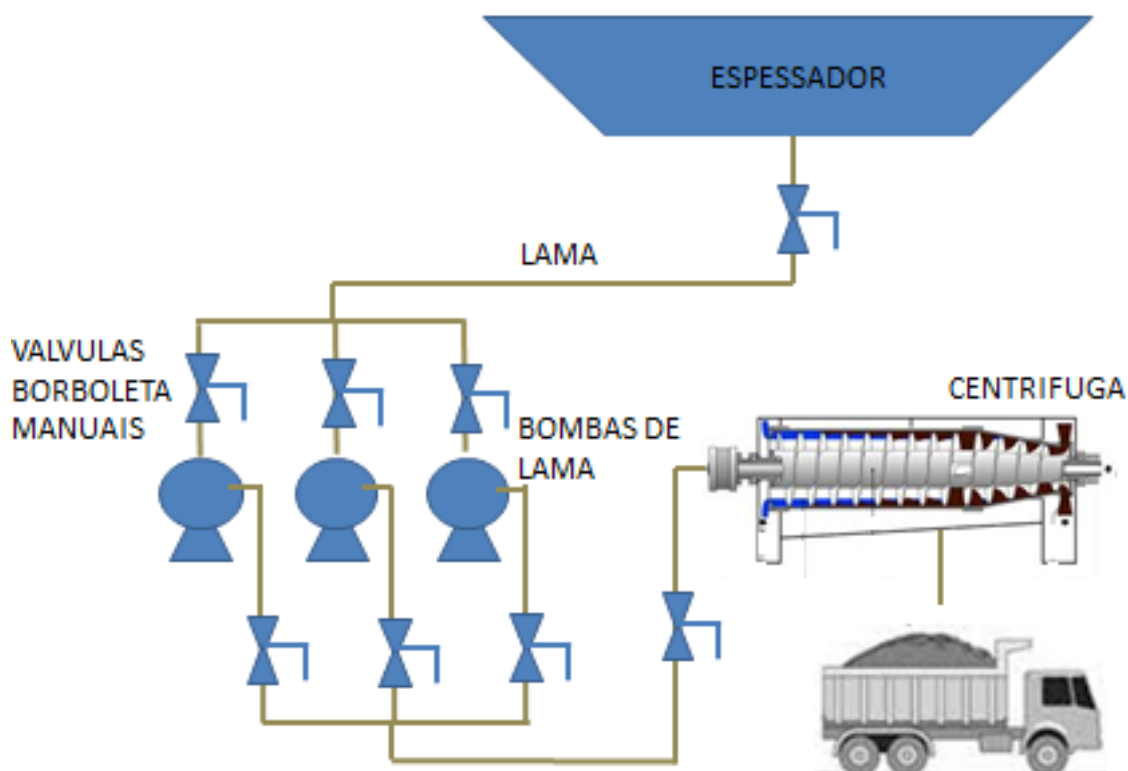 ESPESSADOR
LAMA
VALVULAS
BORBOLETA
MANUAIS
BOMBAS DE
LAMA
CENTRIFUGA